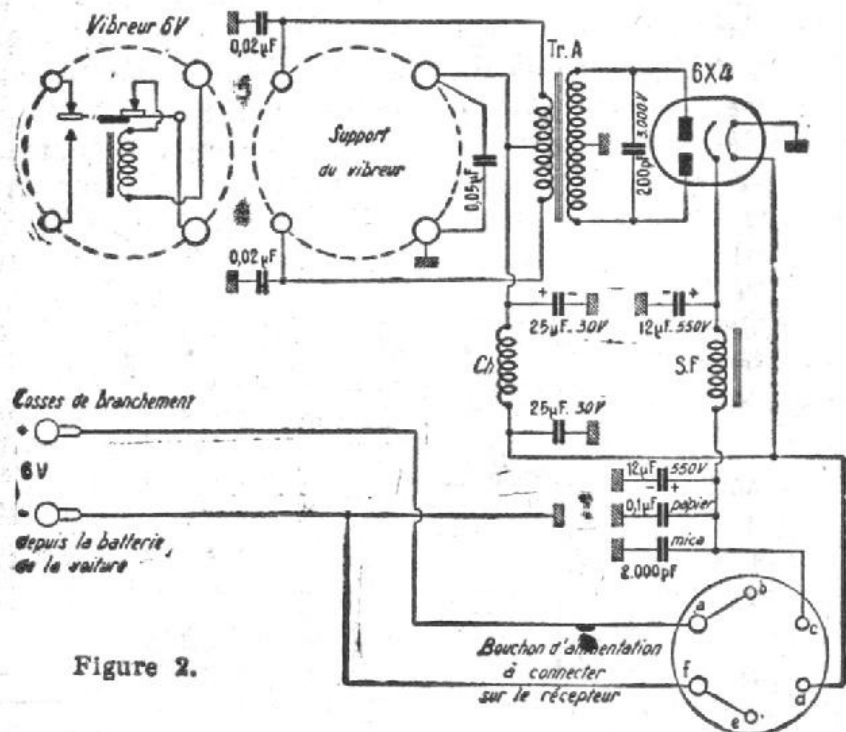 Vibreur 6V
0,02µF
Support
du vibreur
0,05µF
0,02µF
Tr. A
6X4
200pF 3.000V
+ -
25µF. 30V
- +
12µF. 550V
Ch
S.F
25µF. 30V
Cosses de branchement
+
6V
-
depuis la batterie,
de la voiture
12µF 550V
- +
0,1µF papier
mica
2.000pF
a
b
c
d
e
f
Bouchon d'alimentation
à connecter
sur le récepteur
Figure 2.